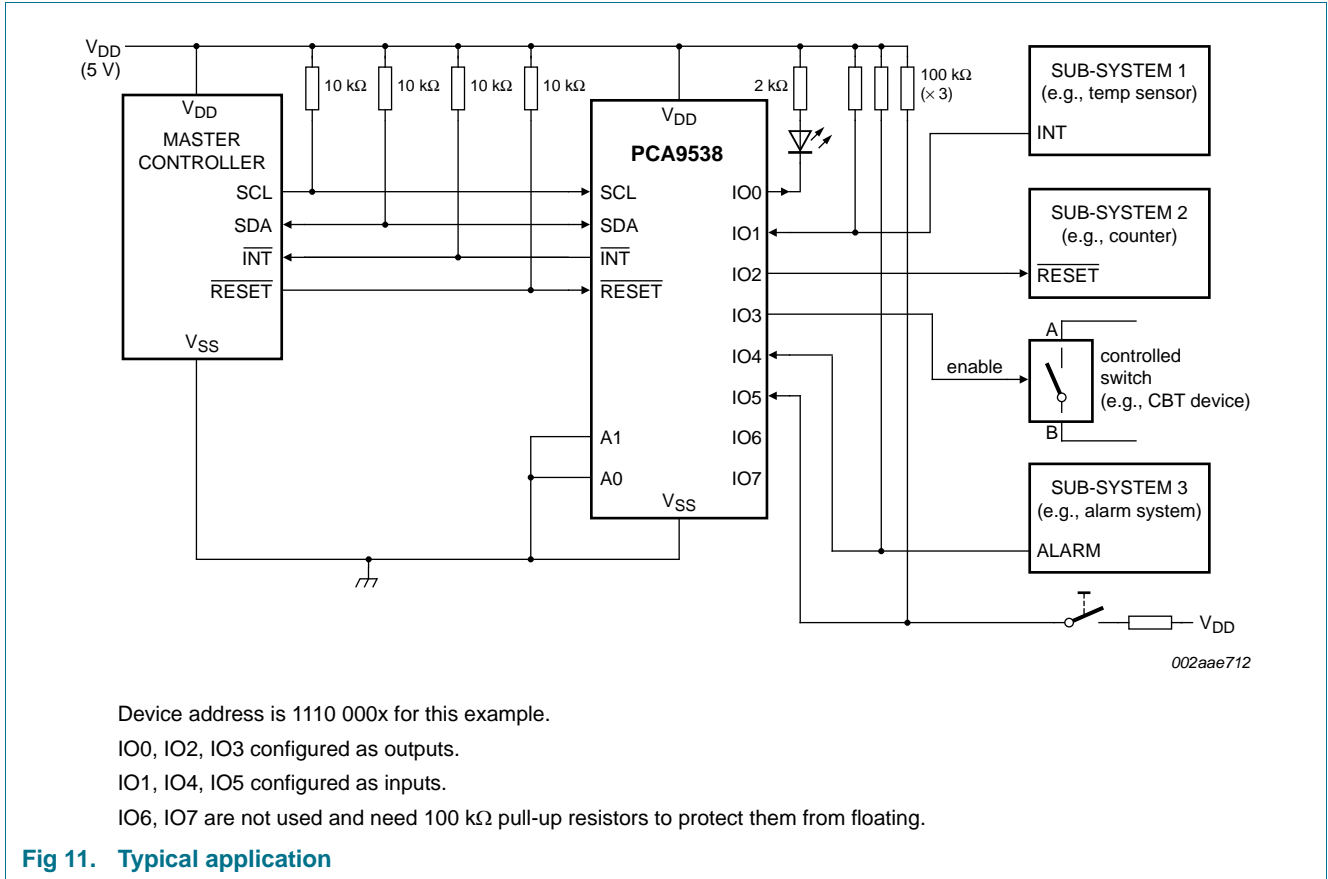 VDD
(5 V)
10 kΩ
10 kΩ
10 kΩ
10 kΩ
2 kΩ
100 kΩ
(× 3)
VDD
MASTER
CONTROLLER
SCL
SDA
INT
RESET
VSS
VDD
PCA9538
SCL
SDA
INT
RESET
A1
A0
VSS
IO0
IO1
IO2
IO3
IO4
IO5
IO6
IO7
SUB-SYSTEM 1
(e.g., temp sensor)
INT
SUB-SYSTEM 2
(e.g., counter)
RESET
enable
A
B
controlled
switch
(e.g., CBT device)
SUB-SYSTEM 3
(e.g., alarm system)
ALARM
VDD
002aae712
Device address is 1110 000x for this example.
IO0, IO2, IO3 configured as outputs.
IO1, IO4, IO5 configured as inputs.
IO6, IO7 are not used and need 100 kΩ pull-up resistors to protect them from floating.
Fig 11. Typical application